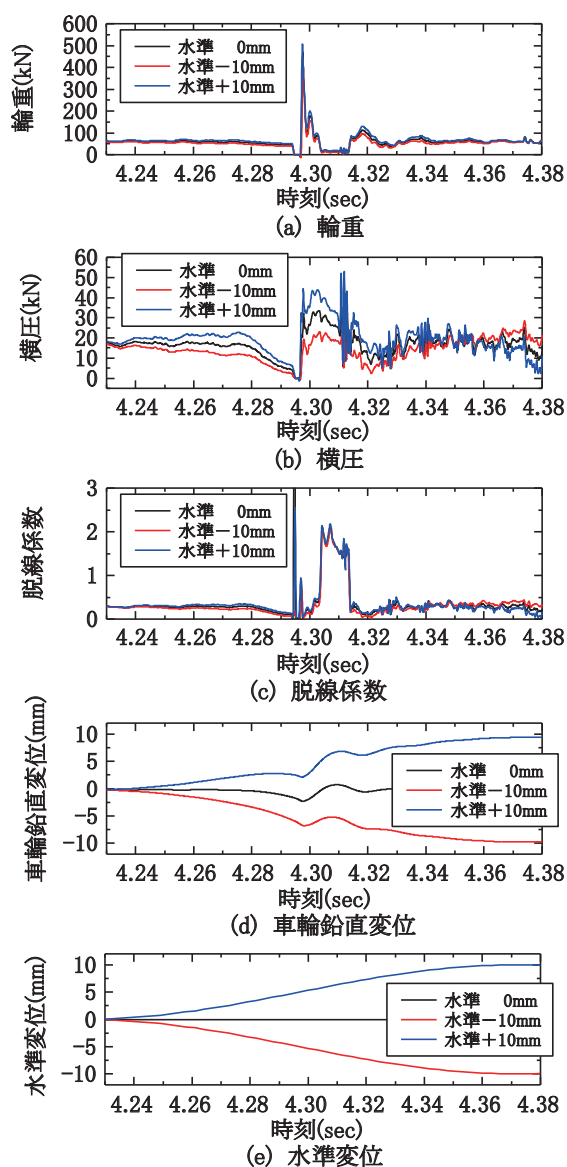 600
500
400
300
200
100
0
輪重(kN)
水準 0mm
水準－10mm
水準＋10mm
4.24 4.26 4.28 4.30 4.32 4.34 4.36 4.38
時刻(sec)
(a) 輪重
60
50
40
30
20
10
0
横圧(kN)
水準 0mm
水準－10mm
水準＋10mm
4.24 4.26 4.28 4.30 4.32 4.34 4.36 4.38
時刻(sec)
(b) 横圧
3
2
1
0
脱線係数
水準 0mm
水準－10mm
水準＋10mm
4.24 4.26 4.28 4.30 4.32 4.34 4.36 4.38
時刻(sec)
(c) 脱線係数
10
5
0
−5
−10
車輪鉛直変位(mm)
水準 0mm
水準－10mm
水準＋10mm
4.24 4.26 4.28 4.30 4.32 4.34 4.36 4.38
時刻(sec)
(d) 車輪鉛直変位
10
5
0
−5
−10
水準変位(mm)
水準 0mm
水準－10mm
水準＋10mm
4.24 4.26 4.28 4.30 4.32 4.34 4.36 4.38
時刻(sec)
(e) 水準変位